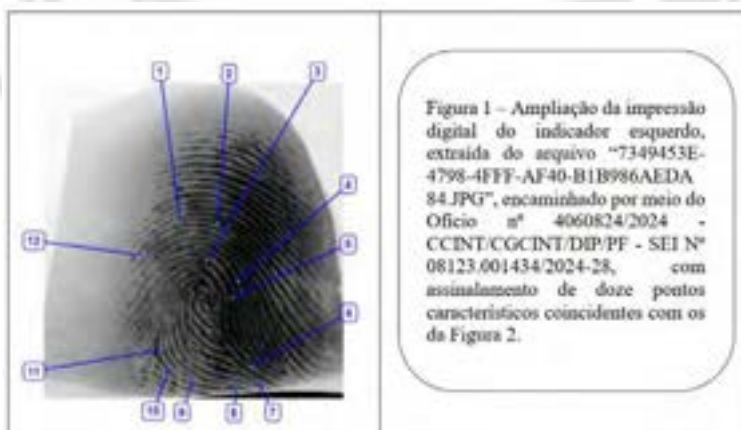 1 2 3
Figura 1 – Ampliação da impressão
digital do indicador esquerdo,
extraída do arquivo “7349453E-
4798-4FFF-AF40-B1B986AEDA
84.JPG”, encaminhado por meio do
Ofício nº 4060824/2024 -
CCINT/CGCINT/DIP/PF - SEI Nº
08123.001434/2024-28, com
assinalamento de doze pontos
característicos coincidentes com os
da Figura 2.
4
12
5
6
11
10 9 8 7